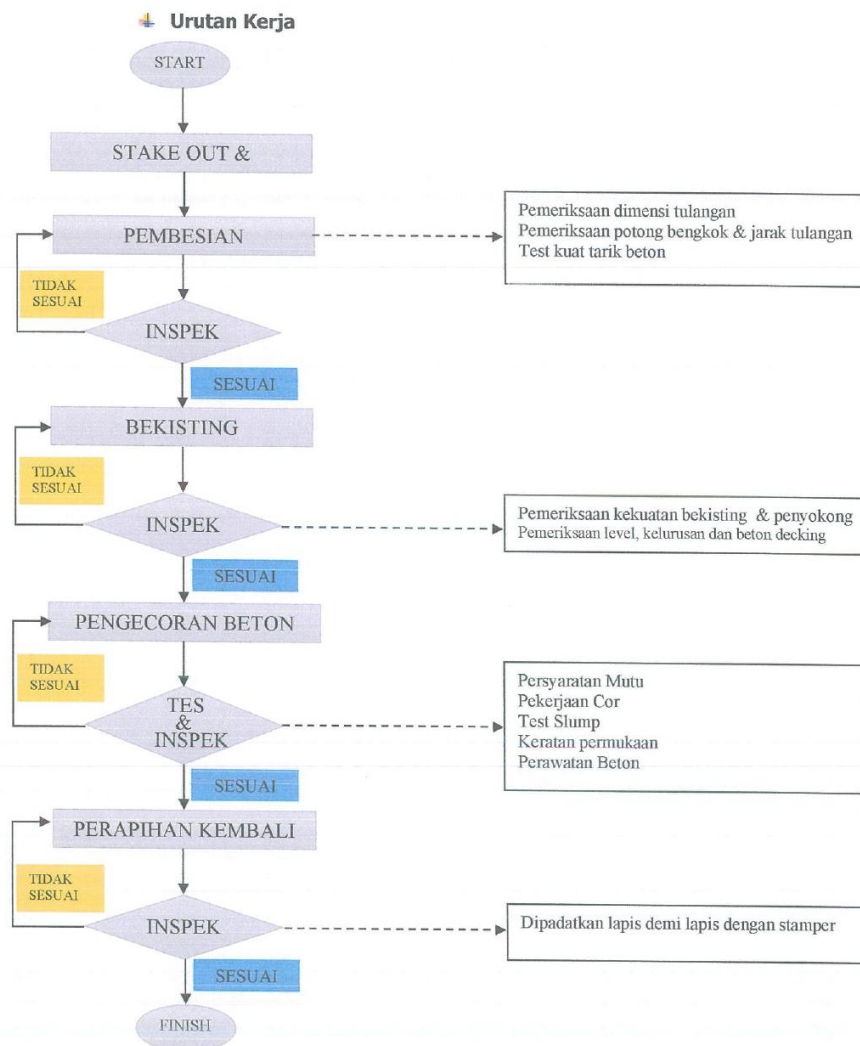 Urutan Kerja
START
STAKE OUT &
PEMBESIAN
Pemeriksaan dimensi tulangan
Pemeriksaan potong bengkok & jarak tulangan
Test kuat tarik beton
TIDAK
SESUAI
INSPEK
SESUAI
BEKISTING
TIDAK
SESUAI
INSPEK
Pemeriksaan kekuatan bekisting & penyokong
Pemeriksaan level, kelurusan dan beton decking
SESUAI
PENGECORAN BETON
TIDAK
SESUAI
TES
&
INSPEK
Persyaratan Mutu
Pekerjaan Cor
Test Slump
Keratan permukaan
Perawatan Beton
SESUAI
PERAPIHAN KEMBALI
TIDAK
SESUAI
INSPEK
Dipadatkan lapis demi lapis dengan stamper
SESUAI
FINISH